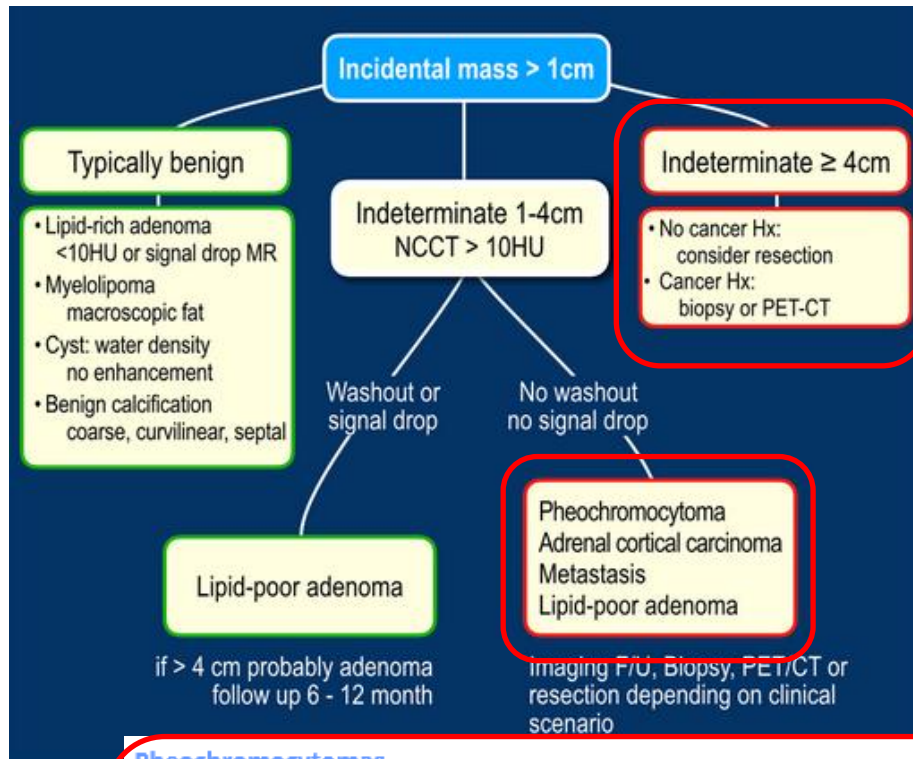 Incidental mass > 1cm
Typically benign
• Lipid-rich adenoma
<10HU or signal drop MR
• Myelolipoma
macroscopic fat
• Cyst: water density
no enhancement
• Benign calcification
coarse, curvilinear, septal
Indeterminate 1-4cm
NCCT > 10HU
Indeterminate ≥ 4cm
• No cancer Hx:
consider resection
• Cancer Hx:
biopsy or PET-CT
Washout or
signal drop
No washout
no signal drop
Lipid-poor adenoma
if > 4 cm probably adenoma
follow up 6 - 12 month
Pheochromocytoma
Adrenal cortical carcinoma
Metastasis
Lipid-poor adenoma
Imaging F/U, Biopsy, PET/CT or
resection depending on clinical
scenario
Pheochromocytomas